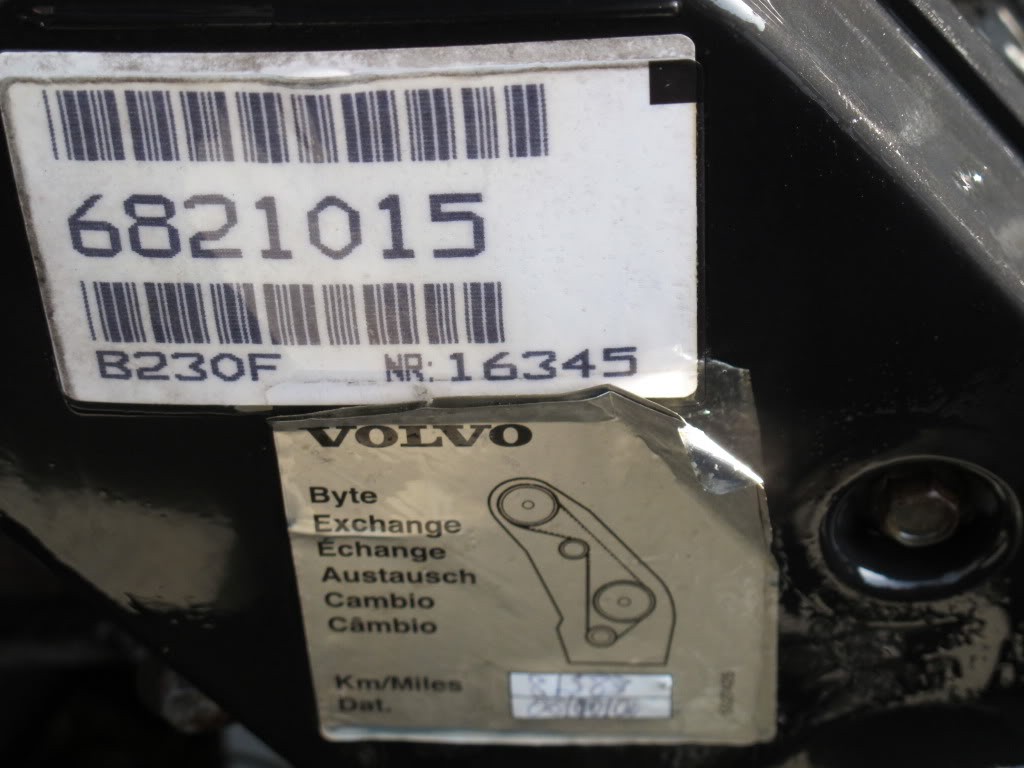 6821015
B230F NR: 16345
VOLVO
Byte
Exchange
Échange
Austausch
Cambio
Câmbio
Km/Miles
Dat.